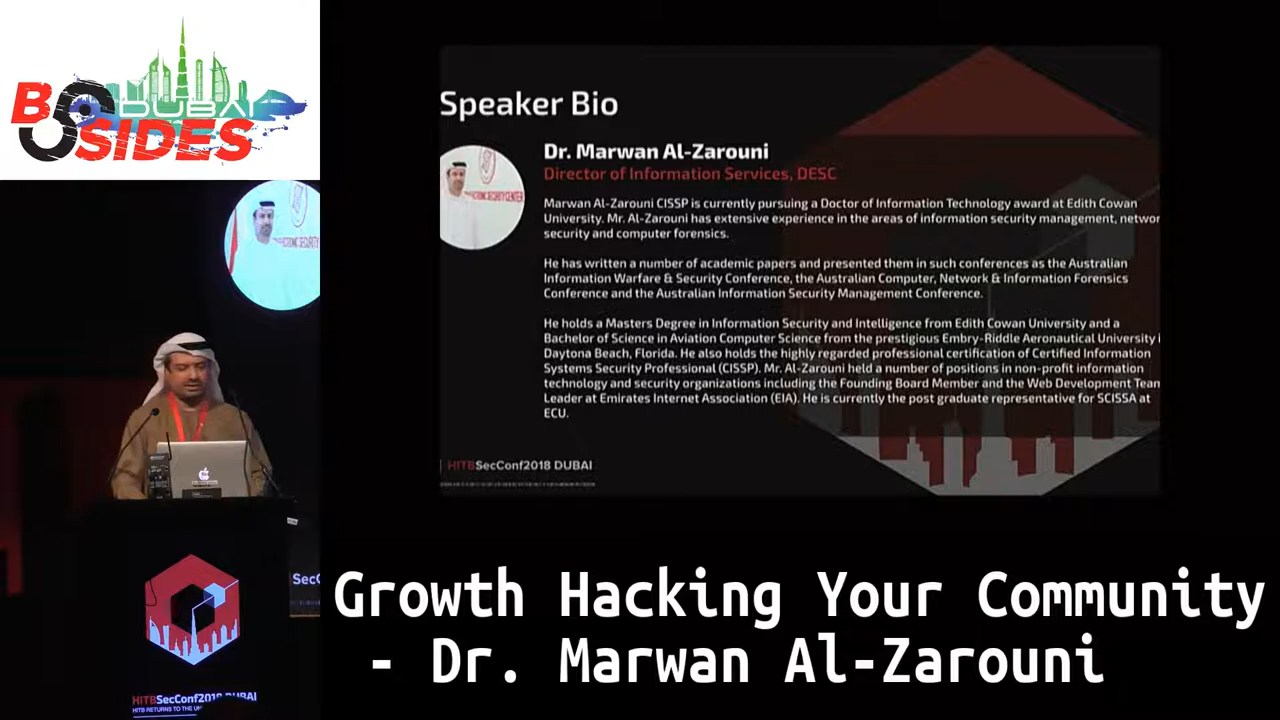 BSIDES
DUBAI
Speaker Bio
Dr. Marwan Al-Zarouni
Director of Information Services, DESC
Marwan Al-Zarouni CISSP is currently pursuing a Doctor of Information Technology award at Edith Cowan
University. Mr. Al-Zarouni has extensive experience in the areas of information security management, networ
security and computer forensics.
He has written a number of academic papers and presented them in such conferences as the Australian
Information Warfare & Security Conference, the Australian Computer, Network & Information Forensics
Conference and the Australian Information Security Management Conference.
He holds a Masters Degree in Information Security and Intelligence from Edith Cowan University and a
Bachelor of Science in Aviation Computer Science from the prestigious Embry-Riddle Aeronautical University i
Daytona Beach, Florida. He also holds the highly regarded professional certification of Certified Information
Systems Security Professional (CISSP). Mr. Al-Zarouni held a number of positions in non-profit information
technology and security organizations including the Founding Board Member and the Web Development Team
Leader at Emirates Internet Association (EIA). He is currently the post graduate representative for SCISSA at
ECU.
HITBSecConf2018 DUBAI
SecC
HITBSecConf2018 DUBAI
HITB RETURNS TO THE
Growth Hacking Your Community
- Dr. Marwan Al-Zarouni